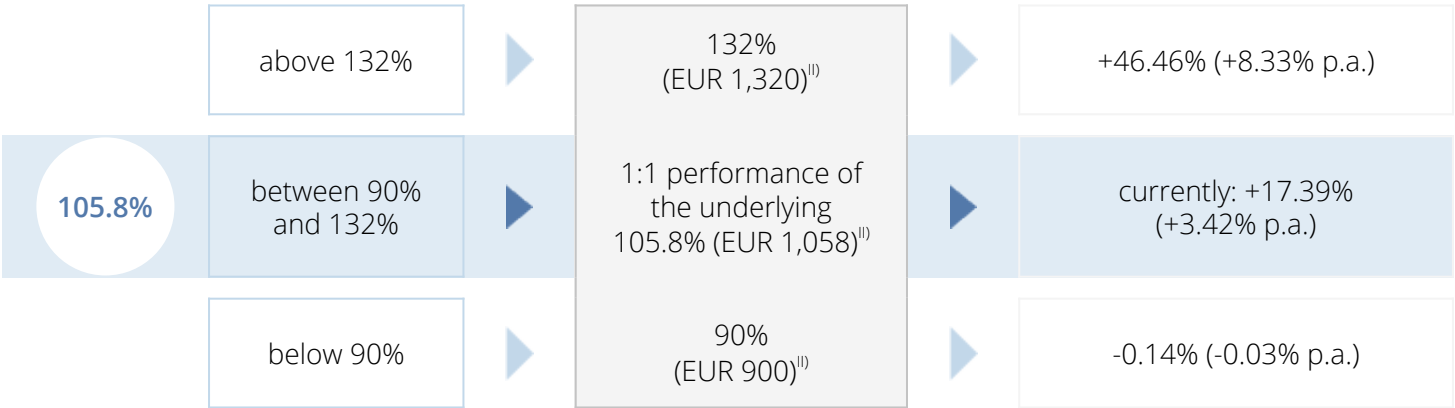 above 132%
132%
(EUR 1,320)II)
+46.46% (+8.33% p.a.)
105.8%
between 90%
and 132%
1:1 performance of
the underlying
105.8% (EUR 1,058)II)
currently: +17.39%
(+3.42% p.a.)
below 90%
90%
(EUR 900)II)
-0.14% (-0.03% p.a.)